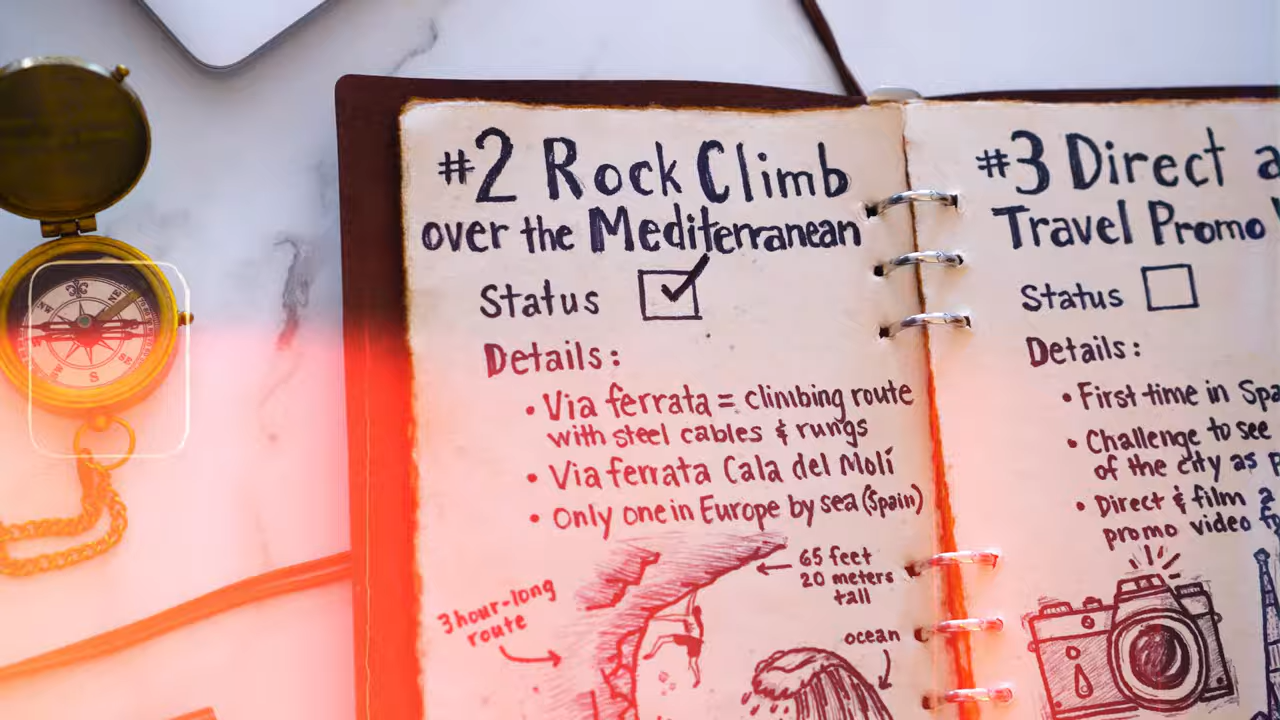 #2 Rock Climb
over the Mediterranean
Status
Details:
• Via ferrata = climbing route
with steel cables & rungs
• Via ferrata Cala del Molí
• Only one in Europe by sea (Spain)
65 feet
20 meters
tall
3 hour-long
route
ocean
#3 Direct a
Travel Promo
Status
Details:
• First time in Spa
• Challenge to see
of the city as p
• Direct & film a
promo video f
S
SE